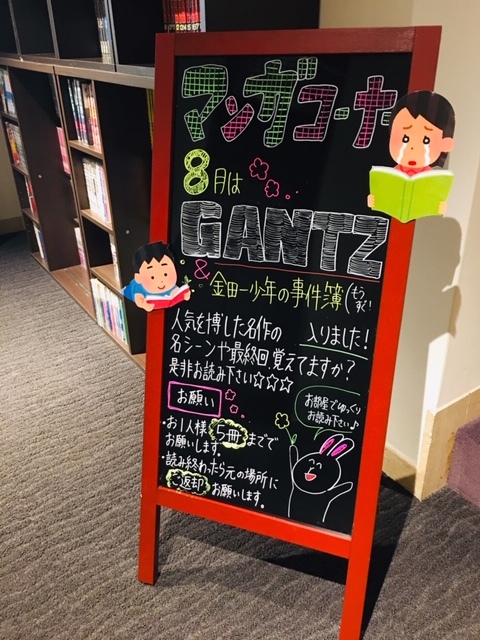 マンガコーナー
8月は
GANTZ
&
金田一少年の事件簿(もうすぐ!)
入りました!
人気を博した名作の
名シーンや最終回覚えてますか?
是非お読み下さい☆☆☆
お願い
・お1人様5冊までで
お願いします。
・読み終わったら元の場所に
ご返却お願いします。
お部屋でゆっくり
お読み下さい♪